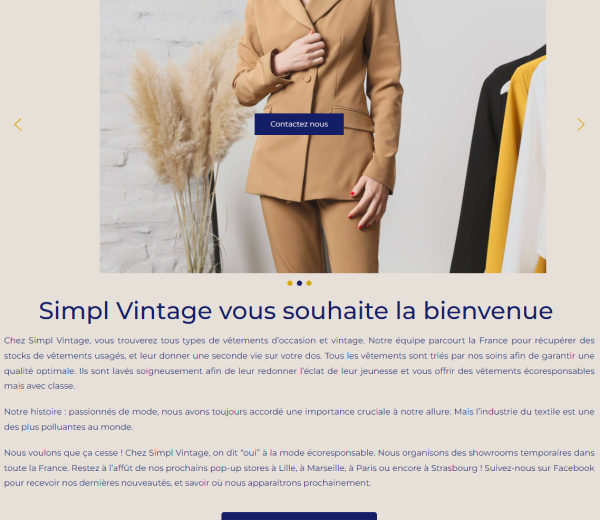 Contactez nous
Simpl Vintage vous souhaite la bienvenue
Chez Simpl Vintage, vous trouverez tous types de vêtements d'occasion et vintage. Notre équipe parcourt la France pour récupérer des
stocks de vêtements usagés, et leur donner une seconde vie sur votre dos. Tous les vêtements sont triés par nos soins afin de garantir une
qualité optimale. Ils sont lavés soigneusement afin de leur redonner l'éclat de leur jeunesse et vous offrir des vêtements écoresponsables
mais avec classe.
Notre histoire : passionnés de mode, nous avons toujours accordé une importance cruciale à notre allure. Mais l'industrie du textile est une
des plus polluantes au monde.
Nous voulons que ça cesse ! Chez Simpl Vintage, on dit "oui" à la mode écoresponsable. Nous organisons des showrooms temporaires dans
toute la France. Restez à l'affût de nos prochains pop-up stores à Lille, à Marseille, à Paris ou encore à Strasbourg ! Suivez-nous sur Facebook
pour recevoir nos dernières nouveautés, et savoir où nous apparaîtrons prochainement.